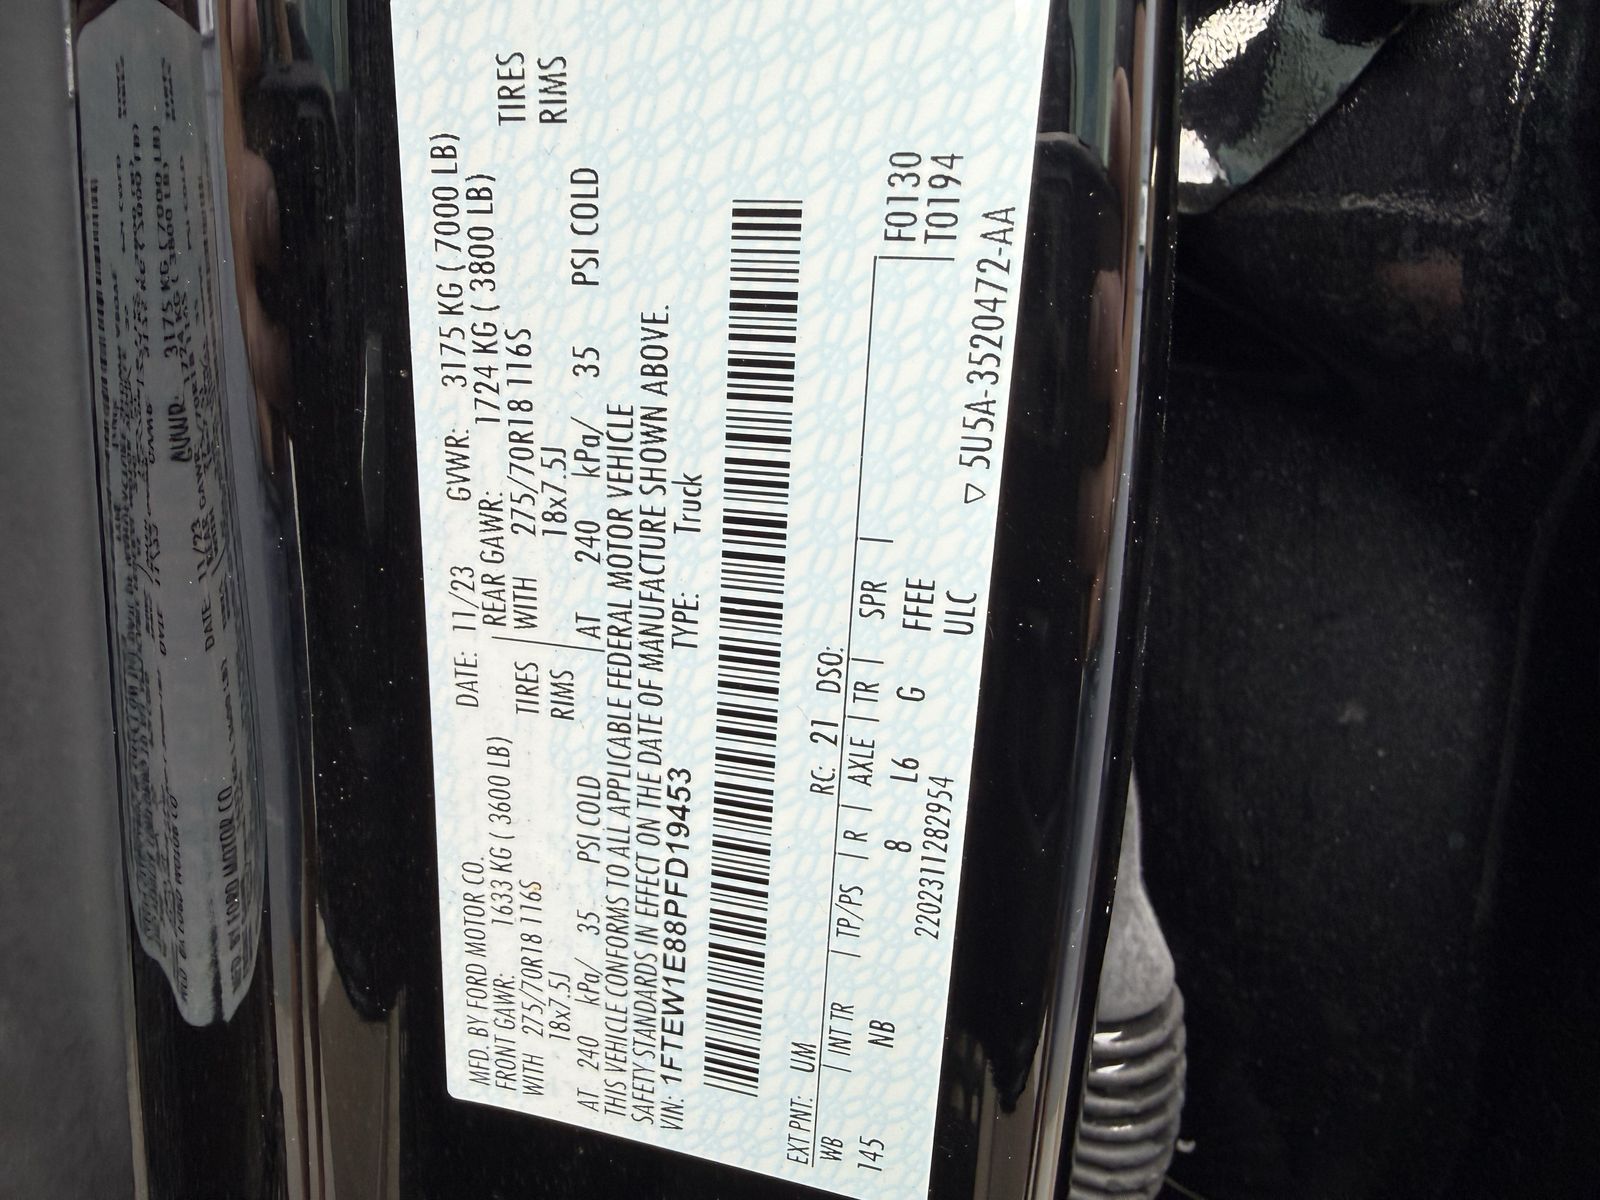 MFD. BY FORD MOTOR CO. DATE: 11/23 GVWR: 3175 KG ( 7000 LB)
FRONT GAWR: 1633 KG ( 3600 LB) REAR GAWR: 1724 KG ( 3800 LB)
WITH 275/70R18 116S TIRES WITH 275/70R18 116S TIRES
18x7.5J RIMS 18x7.5J RIMS
AT 240 kPa/ 35 PSI COLD AT 240 kPa/ 35 PSI COLD
THIS VEHICLE CONFORMS TO ALL APPLICABLE FEDERAL MOTOR VEHICLE
SAFETY STANDARDS IN EFFECT ON THE DATE OF MANUFACTURE SHOWN ABOVE.
VIN: 1FTEW1E88PFD19453 TYPE: Truck
EXT PNT: UM RC: 21 DSO:
WB | INT TR | TP/PS | R | AXLE | TR | SPR |
145 NB 8 L6 G FFEE F0130
ULC T0194
2202311282954
▽ 5U5A-3520472-AA